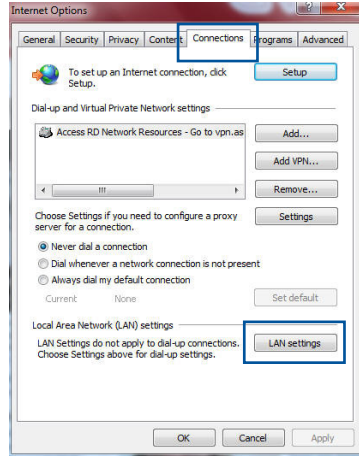 Internet Options
General Security Privacy Content Connections Programs Advanced
To set up an Internet connection, click
Setup.
Setup
Dial-up and Virtual Private Network settings
Access RD Network Resources - Go to vpn.as
Add...
Add VPN...
Remove...
Choose Settings if you need to configure a proxy
server for a connection.
Settings
Never dial a connection
Dial whenever a network connection is not present
Always dial my default connection
Current None
Set default
Local Area Network (LAN) settings
LAN Settings do not apply to dial-up connections.
Choose Settings above for dial-up settings.
LAN settings
OK Cancel Apply